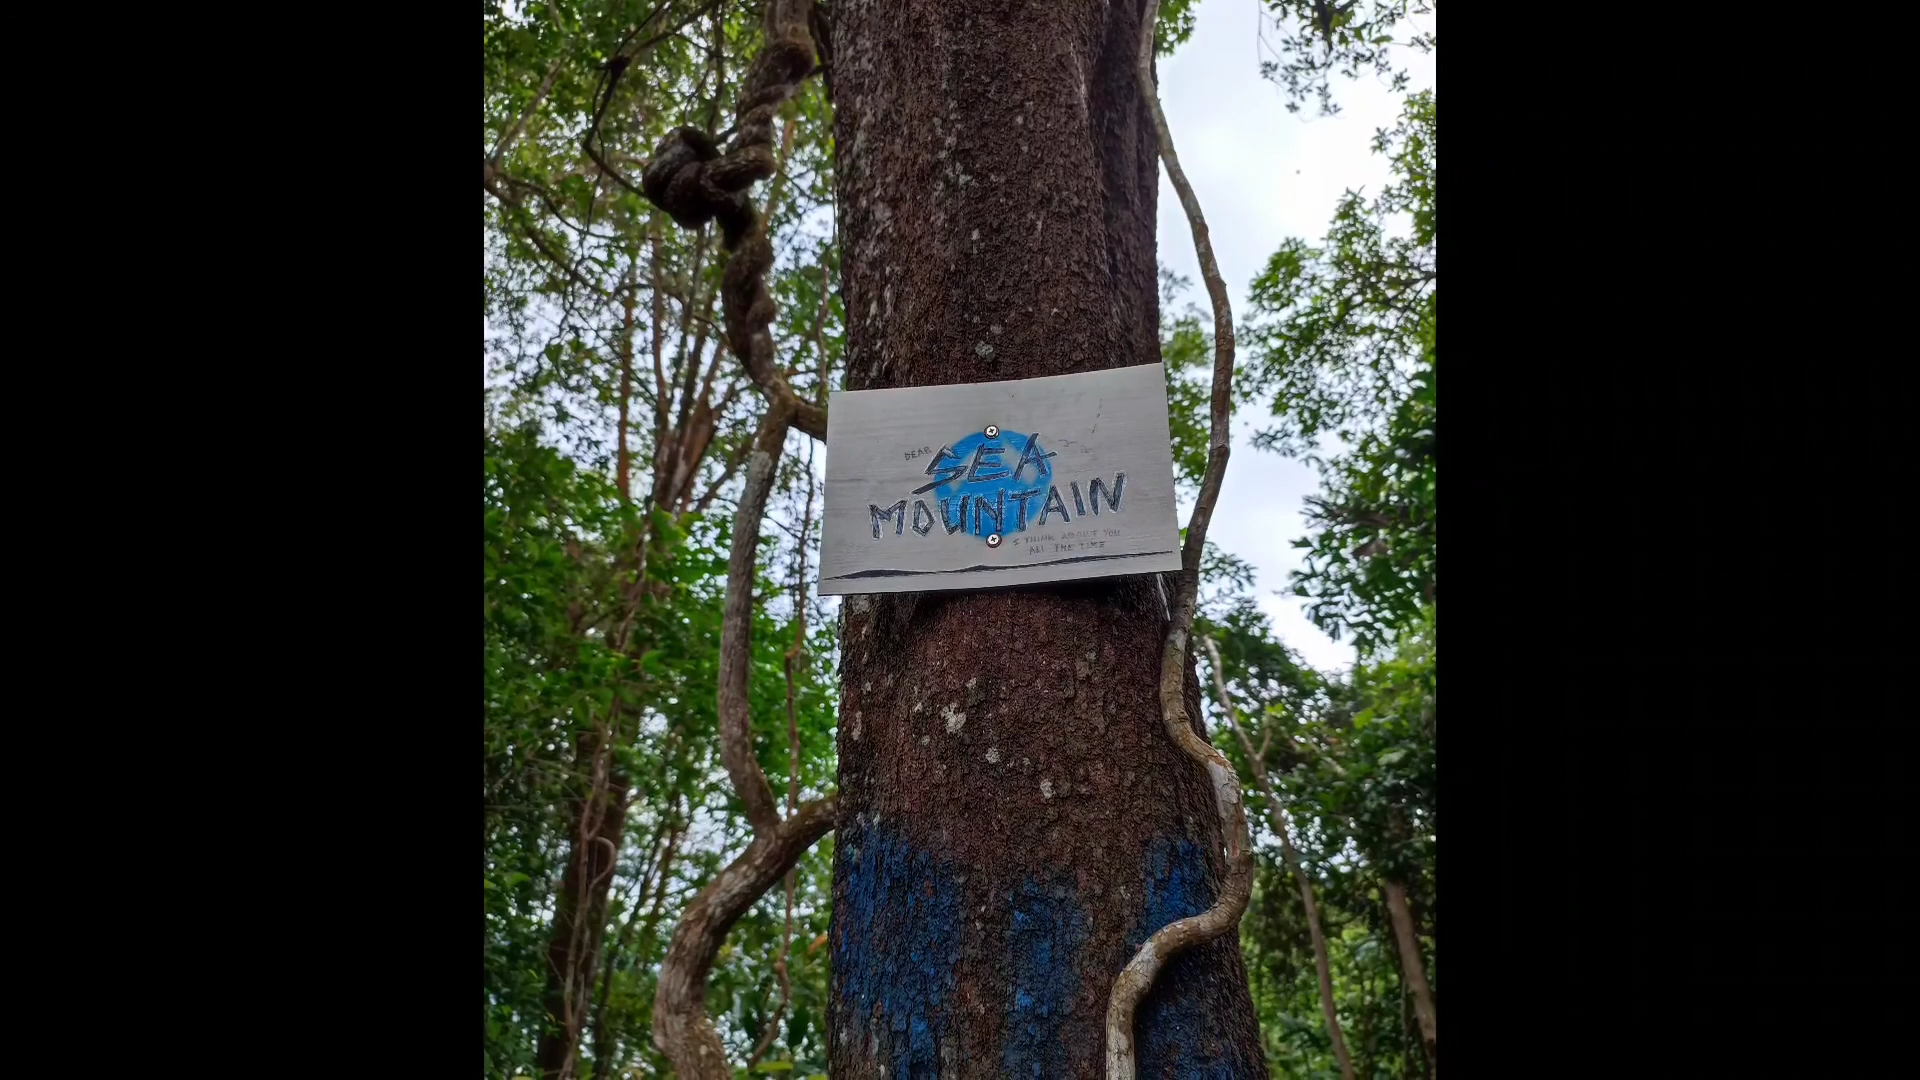 DEAR
SEA
MOUNTAIN
I THINK ABOUT YOU
ALL THE TIME